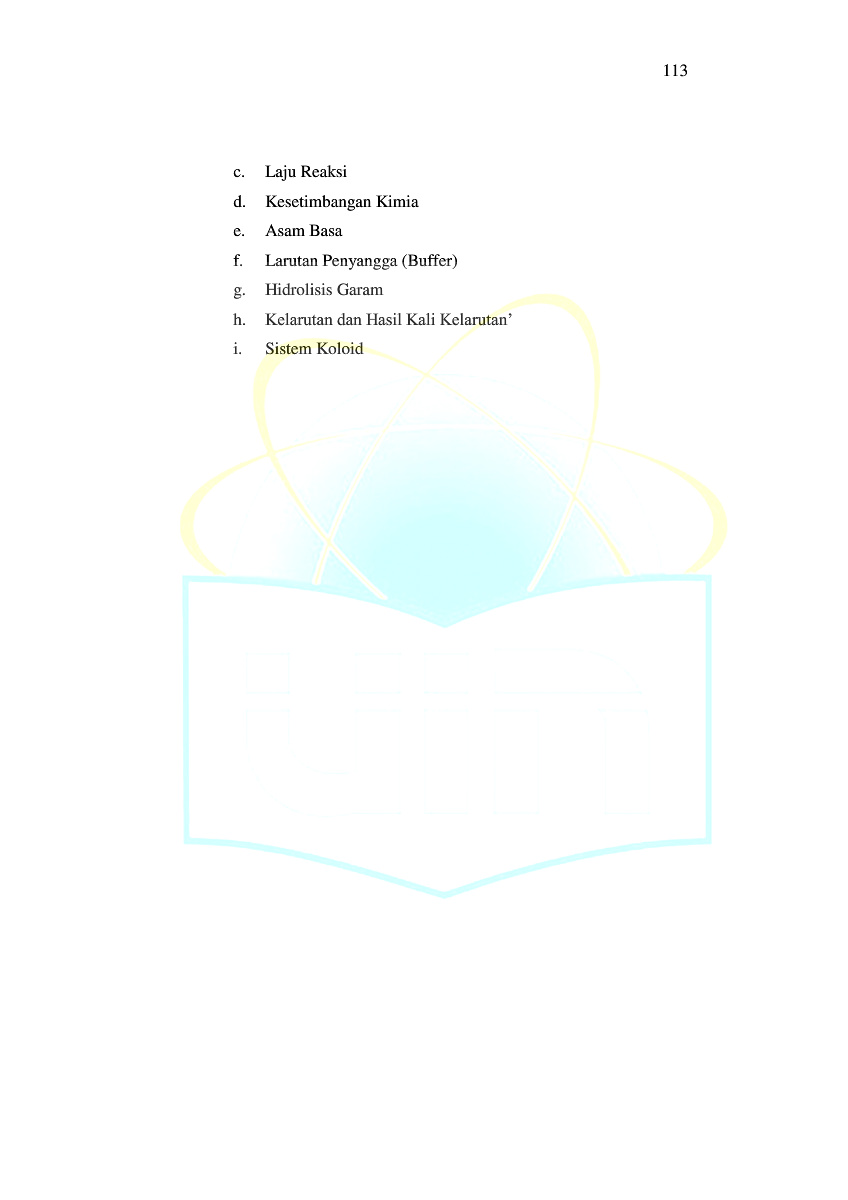 113
c. Laju Reaksi
d. Kesetimbangan Kimia
e. Asam Basa
f. Larutan Penyangga (Buffer)
g. Hidrolisis Garam
h. Kelarutan dan Hasil Kali Kelarutan’
i. Sistem Koloid